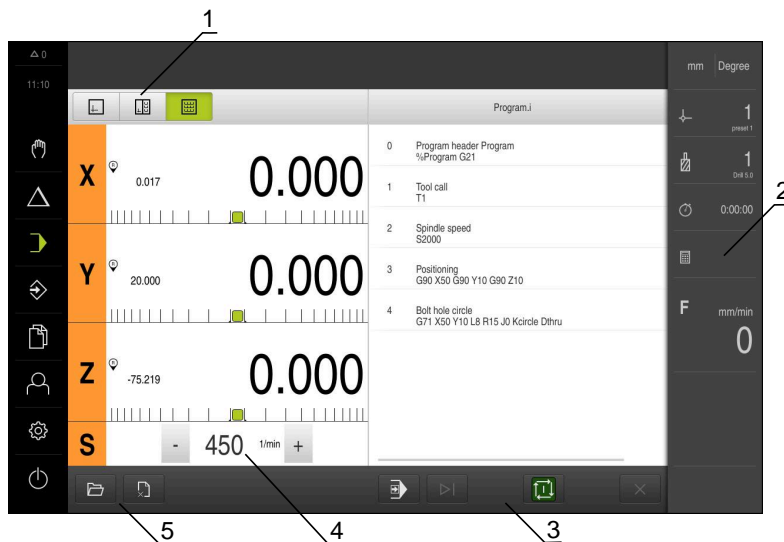 1
0
11:10
mm Degree
Program.i
1
preset 1
X
R
0.017
0.000
0 Program header Program
%Program G21
1 Tool call
T1
1
Drill 5.0
2
0:00:00
2 Spindle speed
S2000
Y
R
20.000
0.000
3 Positioning
G90 X50 G90 Y10 G90 Z10
4 Bolt hole circle
G71 X50 Y10 L8 R15 J0 Kcircle Dthru
F mm/min
0
Z
R
-75.219
0.000
S - 450 1/min +
5
4
3